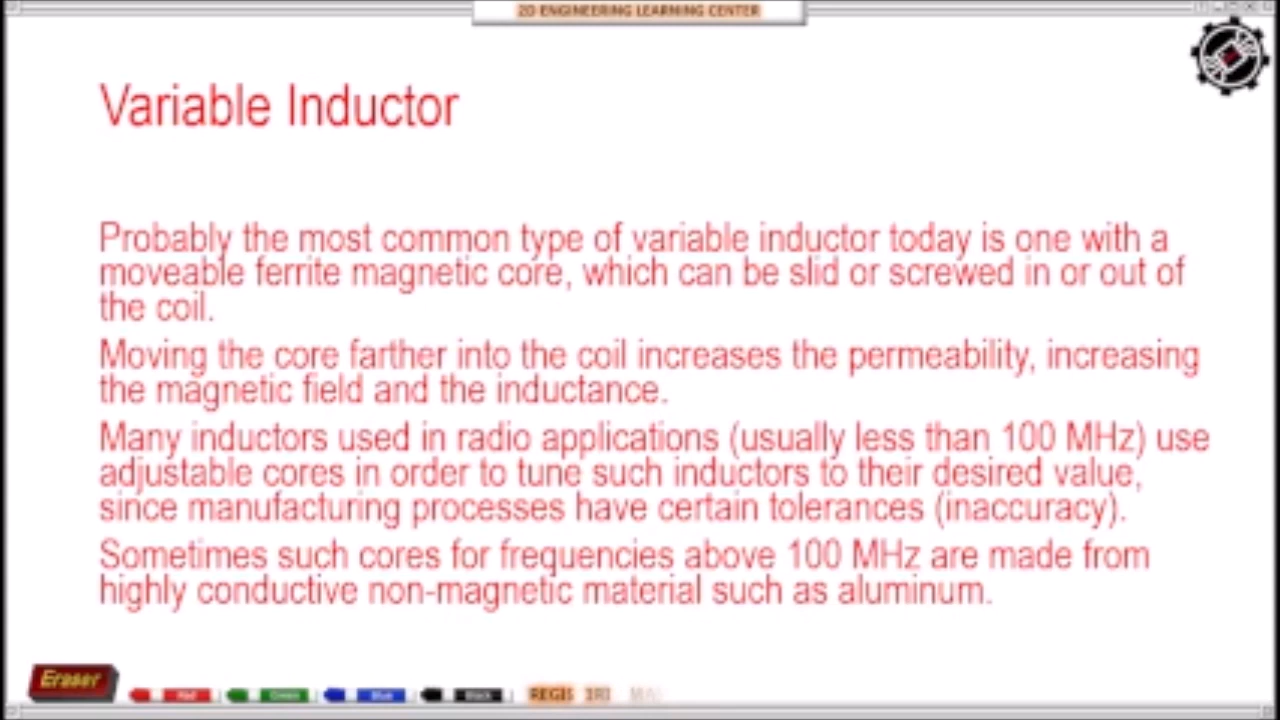 2D ENGINEERING LEARNING CENTER
Variable Inductor
Probably the most common type of variable inductor today is one with a
moveable ferrite magnetic core, which can be slid or screwed in or out of
the coil.
Moving the core farther into the coil increases the permeability, increasing
the magnetic field and the inductance.
Many inductors used in radio applications (usually less than 100 MHz) use
adjustable cores in order to tune such inductors to their desired value,
since manufacturing processes have certain tolerances (inaccuracy).
Sometimes such cores for frequencies above 100 MHz are made from
highly conductive non-magnetic material such as aluminum.
Eraser
Red Green Blue Black